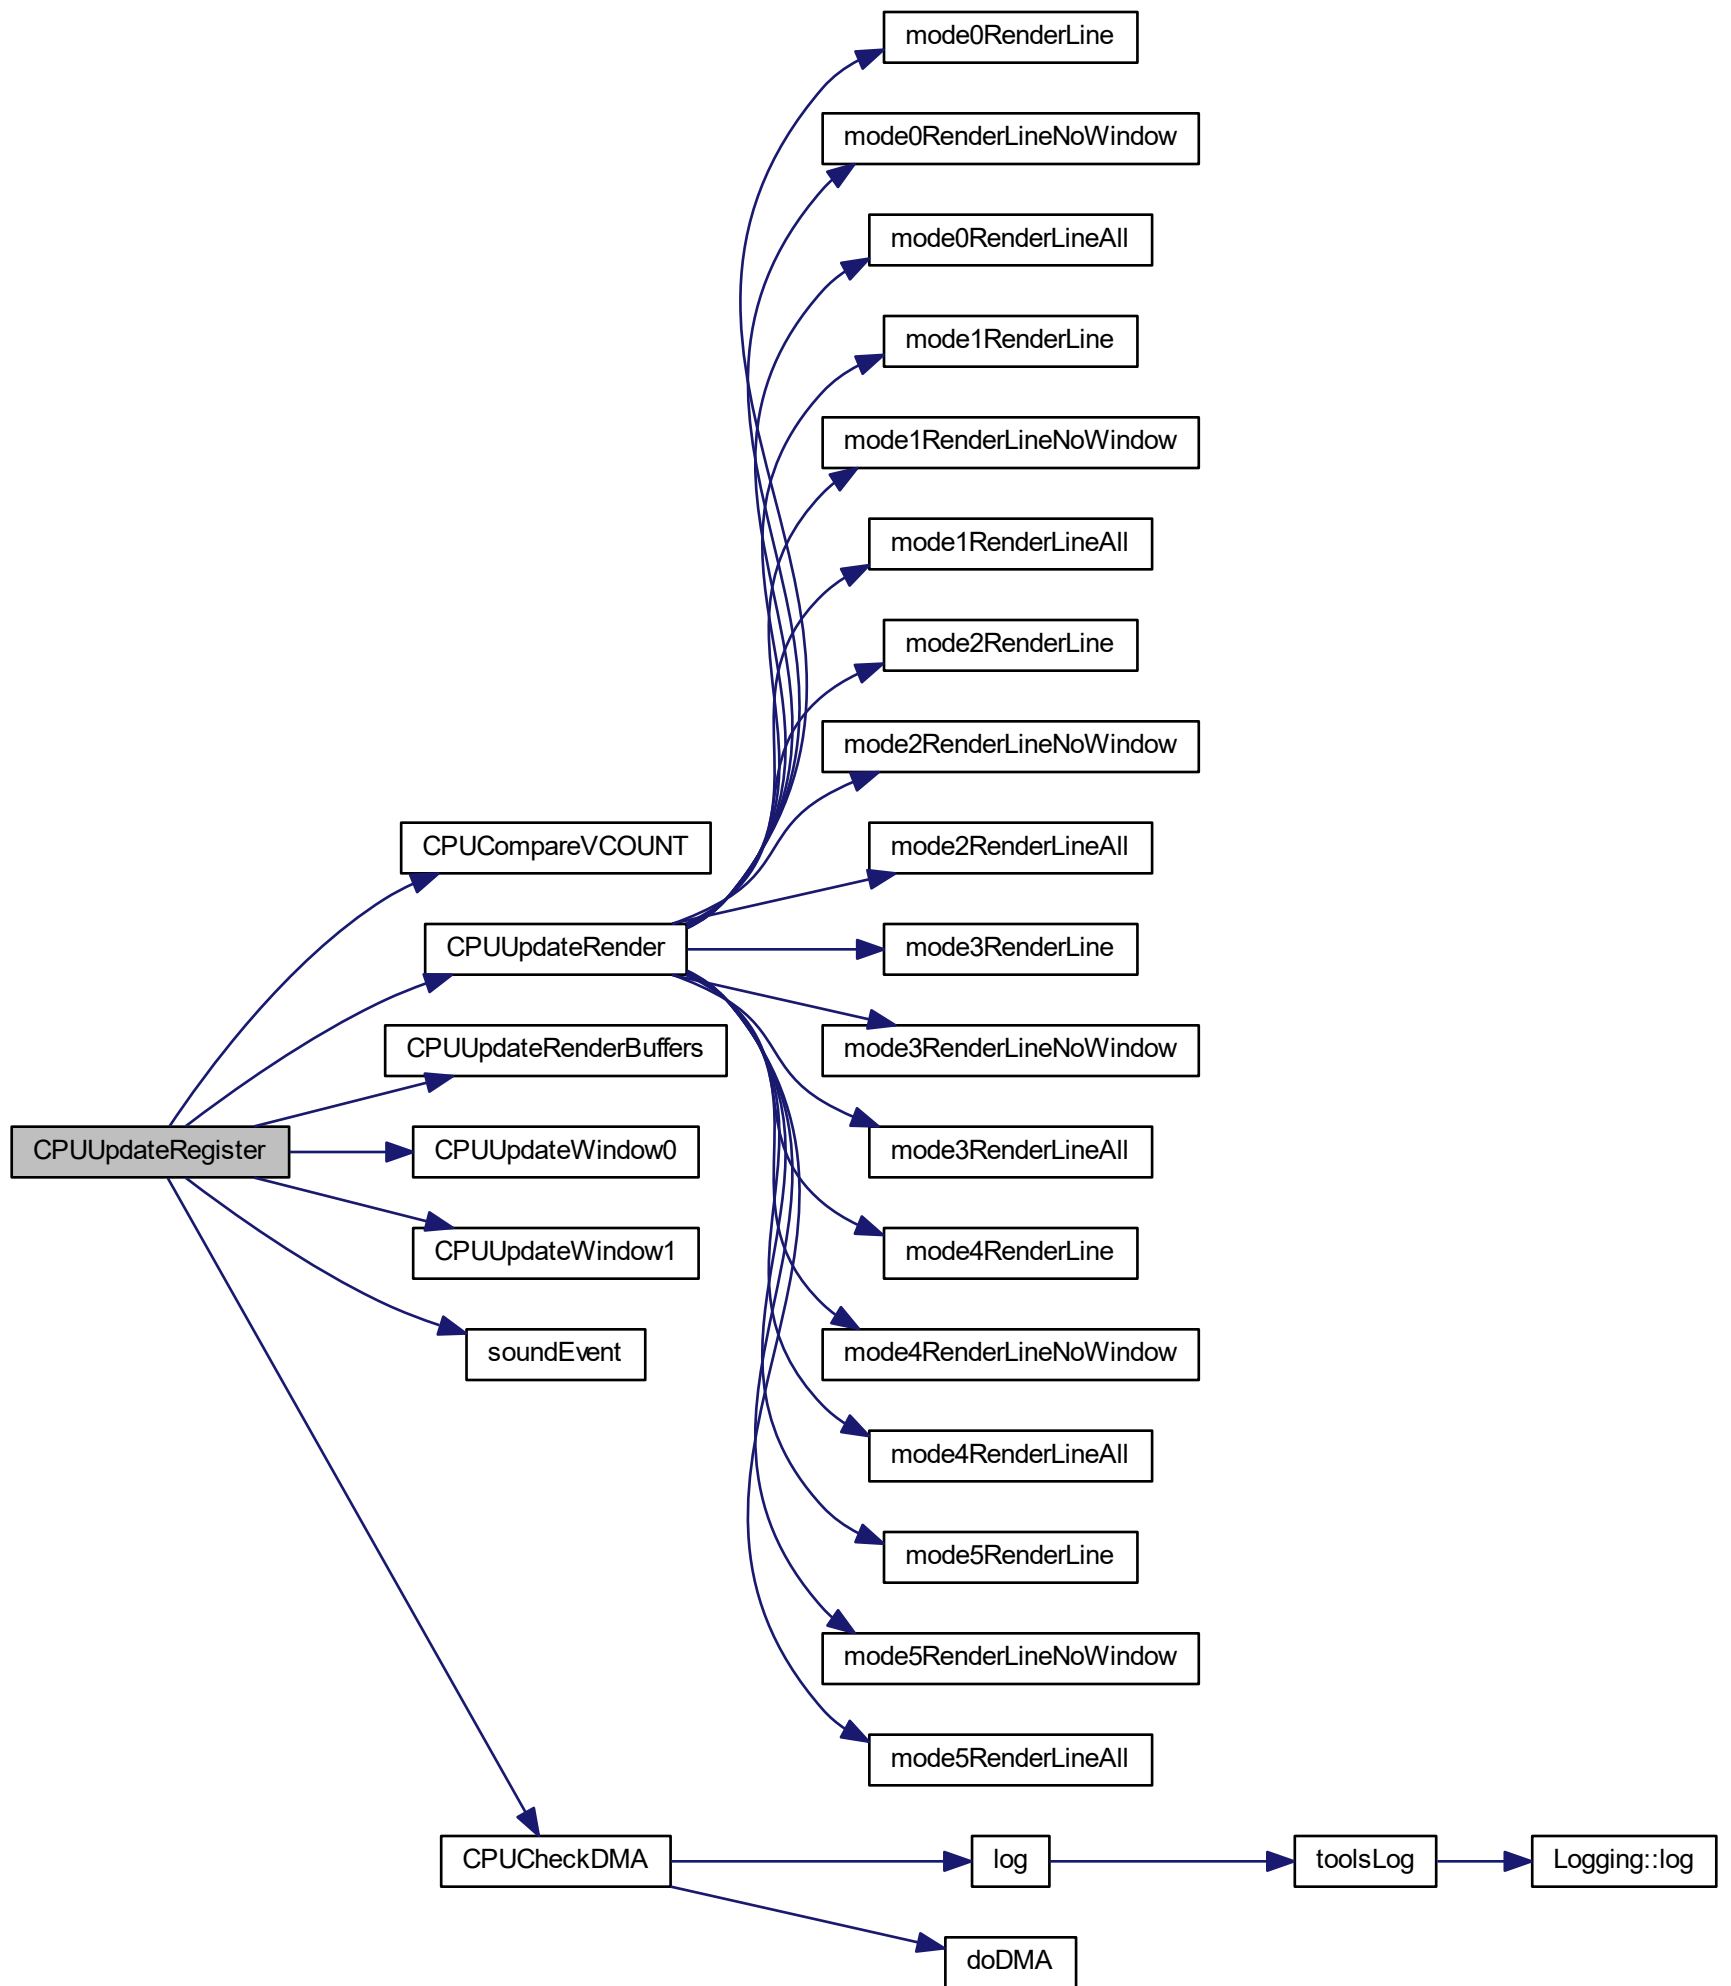 mode0RenderLine
mode0RenderLineNoWindow
mode0RenderLineAll
mode1RenderLine
mode1RenderLineNoWindow
mode1RenderLineAll
mode2RenderLine
mode2RenderLineNoWindow
CPUCompareVCOUNT
mode2RenderLineAll
CPUUpdateRender
mode3RenderLine
CPUUpdateRenderBuffers
mode3RenderLineNoWindow
CPUUpdateRegister
CPUUpdateWindow0
mode3RenderLineAll
CPUUpdateWindow1
mode4RenderLine
soundEvent
mode4RenderLineNoWindow
mode4RenderLineAll
mode5RenderLine
mode5RenderLineNoWindow
mode5RenderLineAll
CPUCheckDMA
log
toolsLog
Logging::log
doDMA